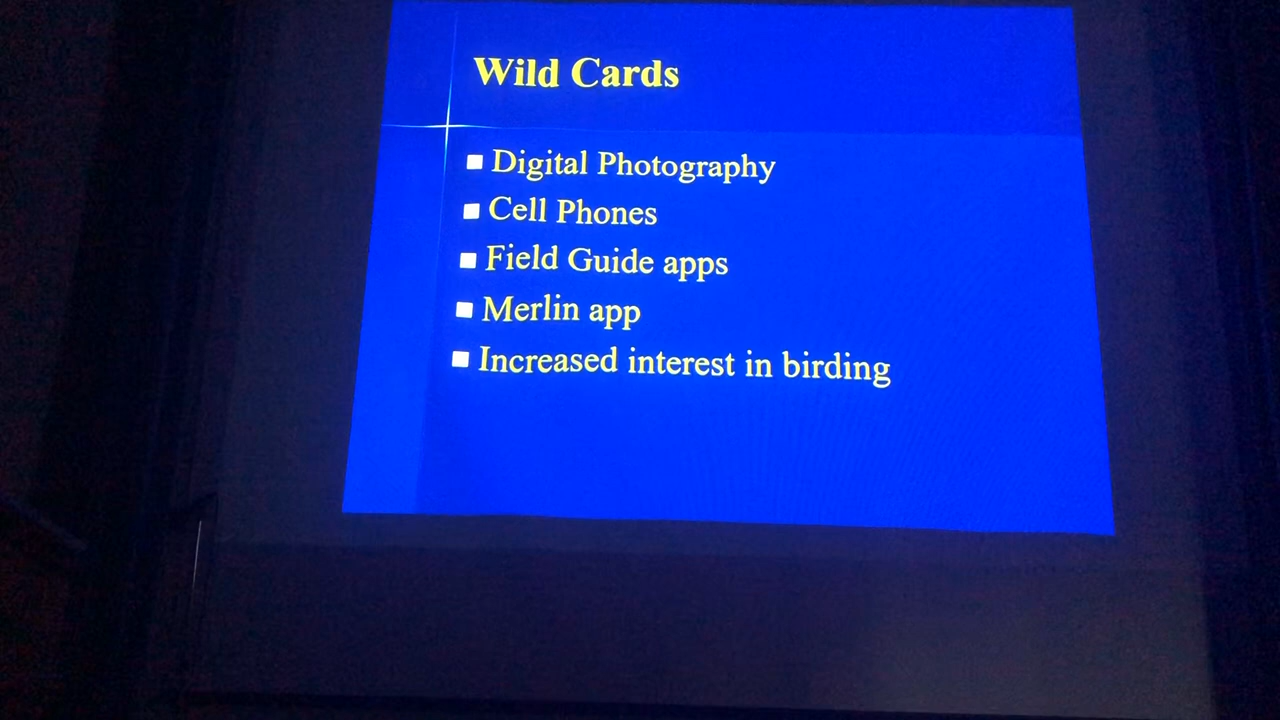 Wild Cards
Digital Photography
Cell Phones
Field Guide apps
Merlin app
Increased interest in birding